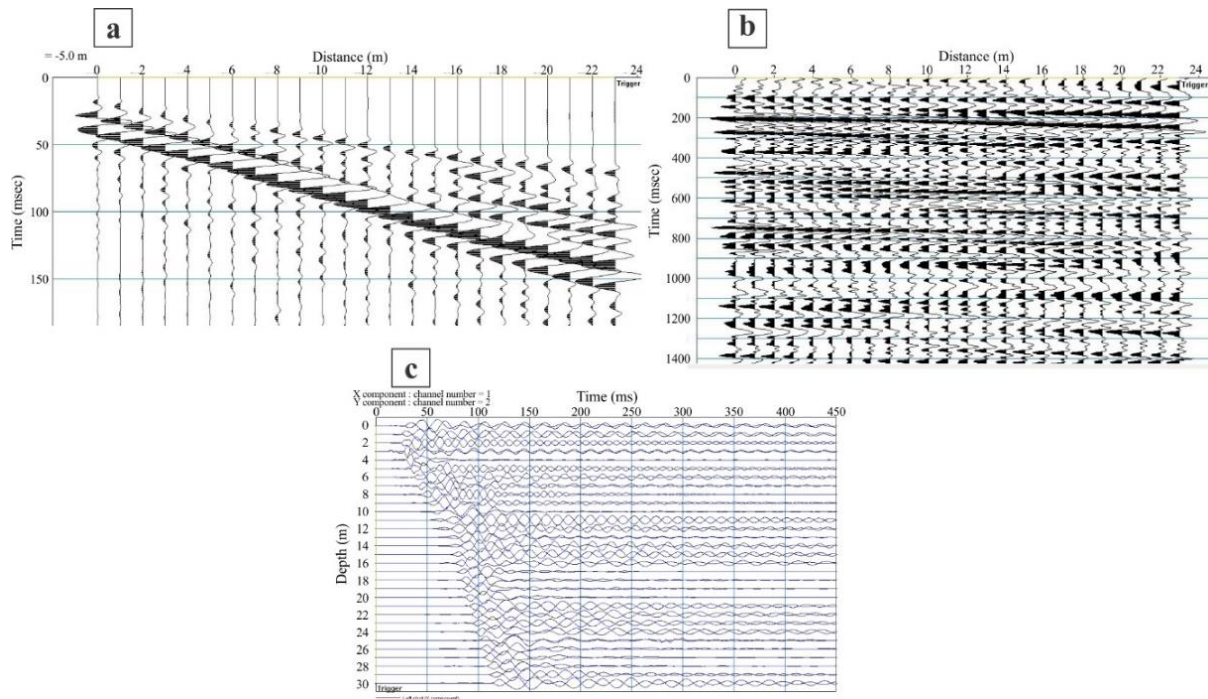 a
Distance (m)
= -5.0 m
0 2 4 6 8 10 12 14 16 18 20 22 24
Trigger
0
50
100
150
Time (msec)
b
Distance (m)
0 2 4 6 8 10 12 14 16 18 20 22 24
Trigger
0
200
400
600
800
1000
1200
1400
Time (msec)
c
X component : channel number = 1
Y component : channel number = 2
Time (ms)
0 50 100 150 200 250 300 350 400 450
0
2
4
6
8
10
12
14
16
18
20
22
24
26
28
30
Depth (m)
Trigger